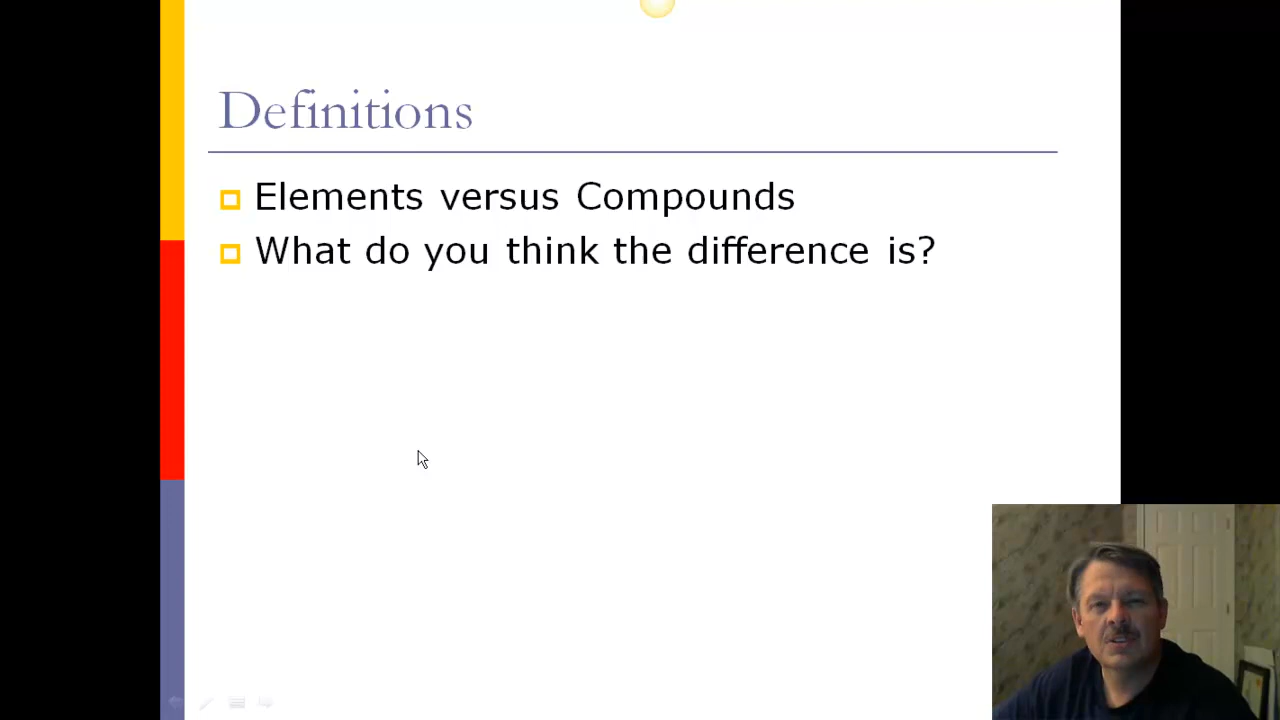 Definitions
Elements versus Compounds
What do you think the difference is?